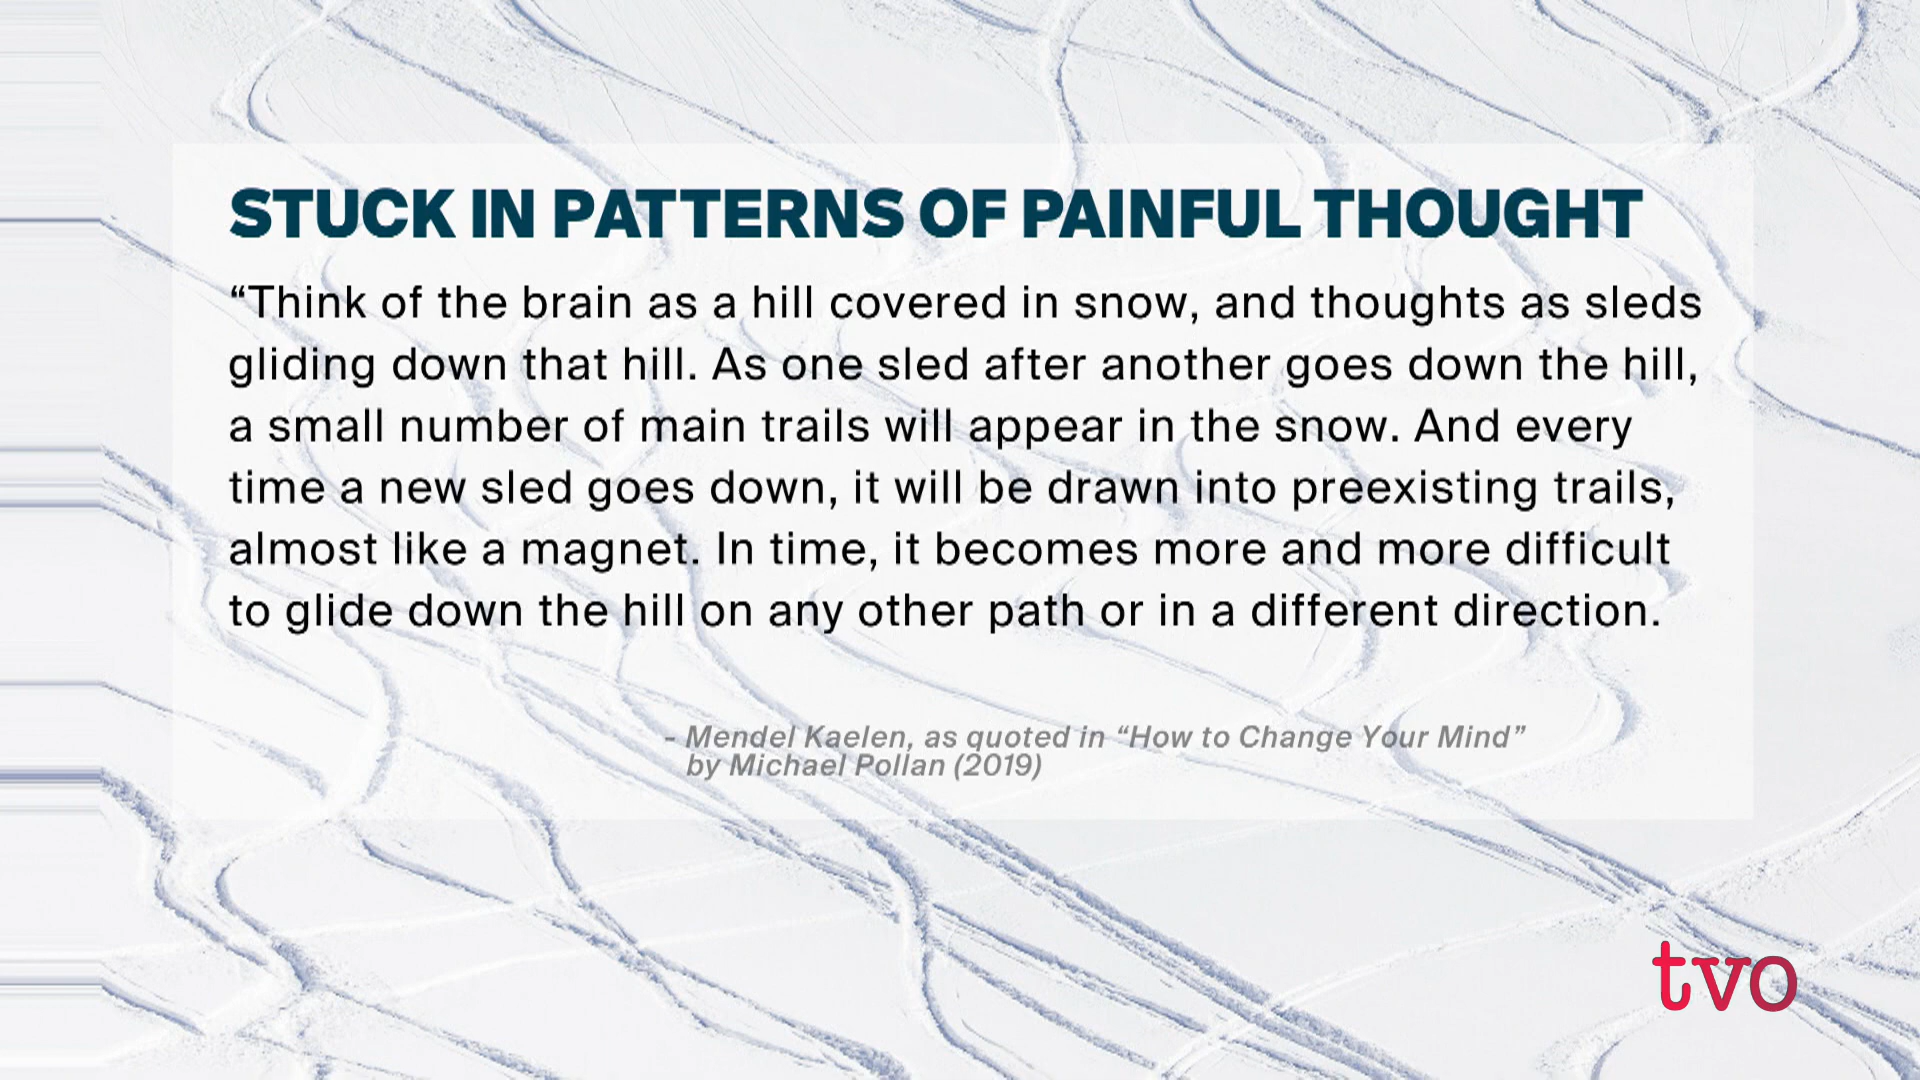 STUCK IN PATTERNS OF PAINFUL THOUGHT
“Think of the brain as a hill covered in snow, and thoughts as sleds
gliding down that hill. As one sled after another goes down the hill,
a small number of main trails will appear in the snow. And every
time a new sled goes down, it will be drawn into preexisting trails,
almost like a magnet. In time, it becomes more and more difficult
to glide down the hill on any other path or in a different direction.
- Mendel Kaelen, as quoted in “How to Change Your Mind”
by Michael Pollan (2019)
tvo